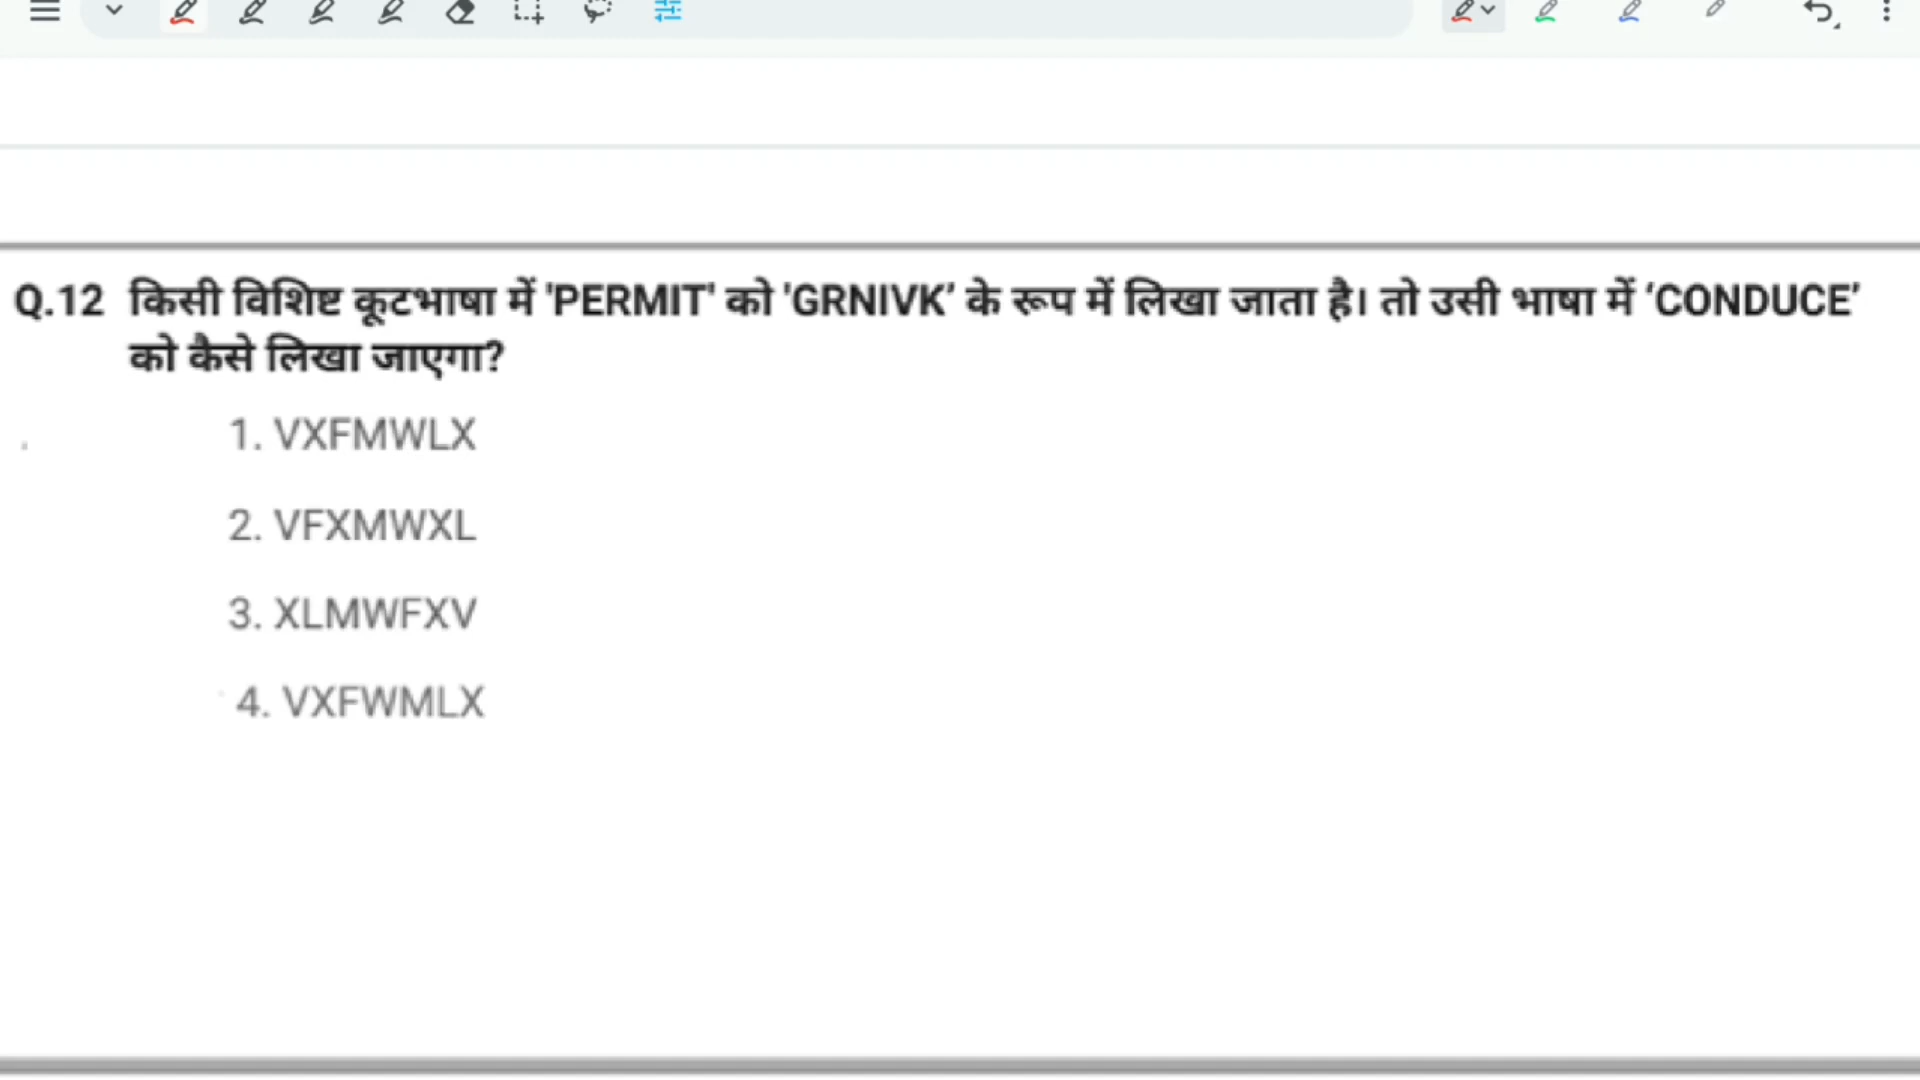 Q.12 किसी विशिष्ट कूटभाषा में 'PERMIT' को 'GRNIVK’ के रूप में लिखा जाता है। तो उसी भाषा में ‘CONDUCE’
को कैसे लिखा जाएगा?
1. VXFMWLX
2. VFXMWXL
3. XLMWFXV
4. VXFWMLX